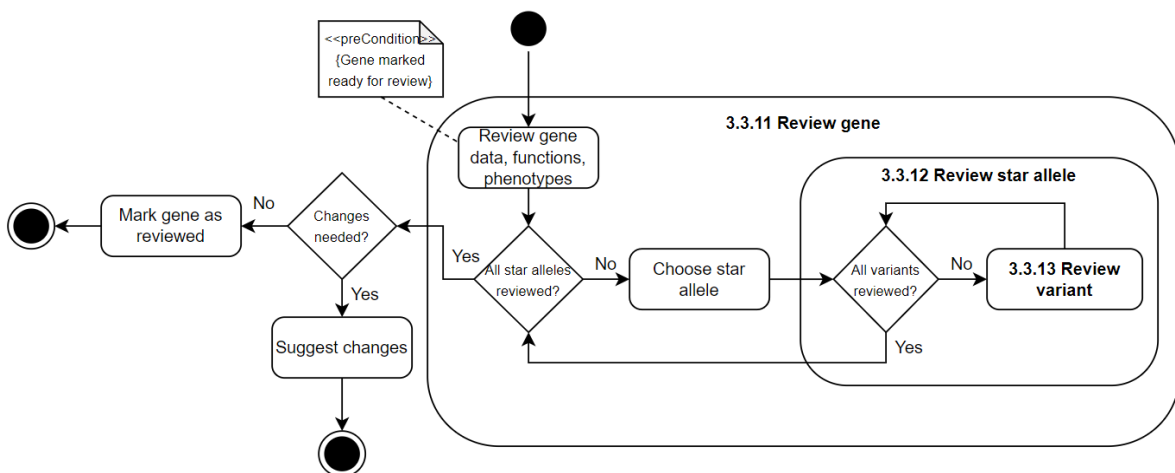 <<preCondition>>
{Gene marked
ready for review}
3.3.11 Review gene
Review gene
data, functions,
phenotypes
3.3.12 Review star allele
Mark gene as
reviewed
No
Changes
needed?
Yes
All star alleles
reviewed?
No
Choose star
allele
All variants
reviewed?
No
3.3.13 Review
variant
Yes
Yes
Suggest changes